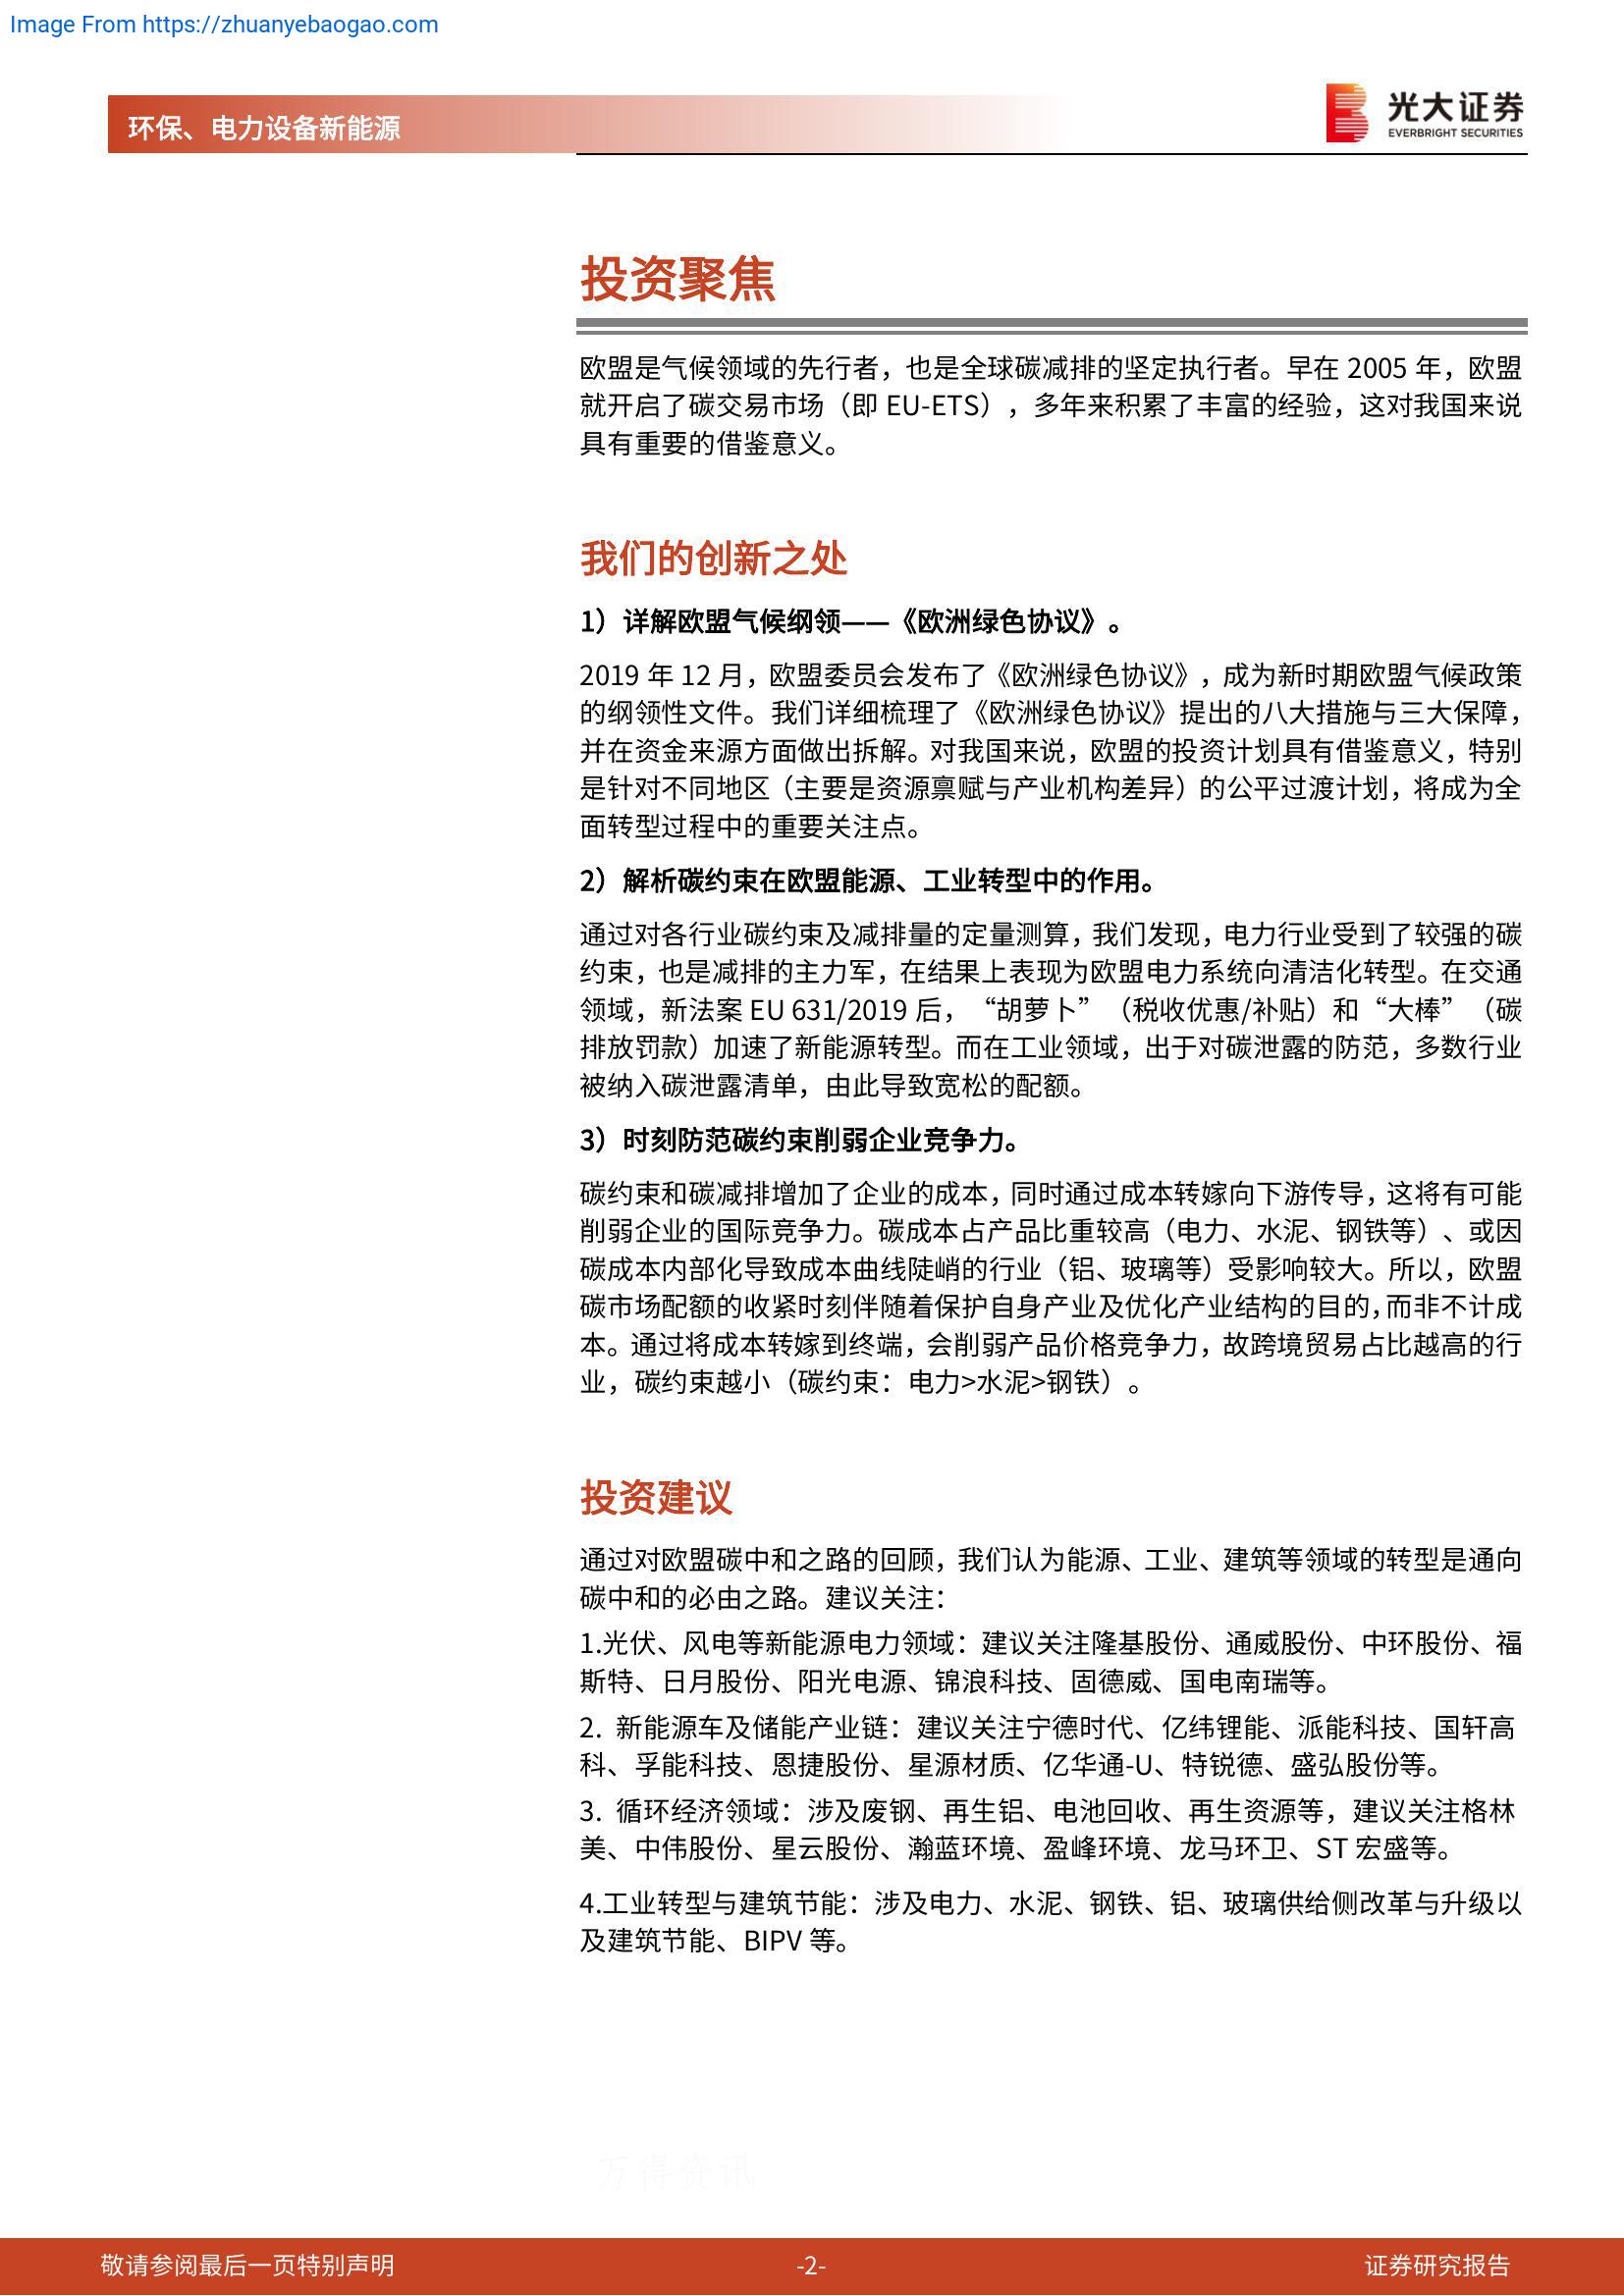 Image From https://zhuanyebaogao.com
环保、电力设备新能源
光大证券
EVERBRIGHT SECURITIES
投资聚焦
欧盟是气候领域的先行者，也是全球碳减排的坚定执行者。早在 2005 年，欧盟
就开启了碳交易市场（即 EU-ETS），多年来积累了丰富的经验，这对我国来说
具有重要的借鉴意义。
我们的创新之处
1）详解欧盟气候纲领——《欧洲绿色协议》。
2019 年 12 月，欧盟委员会发布了《欧洲绿色协议》，成为新时期欧盟气候政策
的纲领性文件。我们详细梳理了《欧洲绿色协议》提出的八大措施与三大保障，
并在资金来源方面做出拆解。对我国来说，欧盟的投资计划具有借鉴意义，特别
是针对不同地区（主要是资源禀赋与产业机构差异）的公平过渡计划，将成为全
面转型过程中的重要关注点。
2）解析碳约束在欧盟能源、工业转型中的作用。
通过对各行业碳约束及减排量的定量测算，我们发现，电力行业受到了较强的碳
约束，也是减排的主力军，在结果上表现为欧盟电力系统向清洁化转型。在交通
领域，新法案 EU 631/2019 后，“胡萝卜”（税收优惠/补贴）和“大棒”（碳
排放罚款）加速了新能源转型。而在工业领域，出于对碳泄露的防范，多数行业
被纳入碳泄露清单，由此导致宽松的配额。
3）时刻防范碳约束削弱企业竞争力。
碳约束和碳减排增加了企业的成本，同时通过成本转嫁向下游传导，这将有可能
削弱企业的国际竞争力。碳成本占产品比重较高（电力、水泥、钢铁等）、或因
碳成本内部化导致成本曲线陡峭的行业（铝、玻璃等）受影响较大。所以，欧盟
碳市场配额的收紧时刻伴随着保护自身产业及优化产业结构的目的，而非不计成
本。通过将成本转嫁到终端，会削弱产品价格竞争力，故跨境贸易占比越高的行
业，碳约束越小（碳约束：电力>水泥>钢铁）。
投资建议
通过对欧盟碳中和之路的回顾，我们认为能源、工业、建筑等领域的转型是通向
碳中和的必由之路。建议关注：
1.光伏、风电等新能源电力领域：建议关注隆基股份、通威股份、中环股份、福
斯特、日月股份、阳光电源、锦浪科技、固德威、国电南瑞等。
2. 新能源车及储能产业链：建议关注宁德时代、亿纬锂能、派能科技、国轩高
科、孚能科技、恩捷股份、星源材质、亿华通-U、特锐德、盛弘股份等。
3. 循环经济领域：涉及废钢、再生铝、电池回收、再生资源等，建议关注格林
美、中伟股份、星云股份、瀚蓝环境、盈峰环境、龙马环卫、ST 宏盛等。
4.工业转型与建筑节能：涉及电力、水泥、钢铁、铝、玻璃供给侧改革与升级以
及建筑节能、BIPV 等。
万得资讯
敬请参阅最后一页特别声明
-2-
证券研究报告